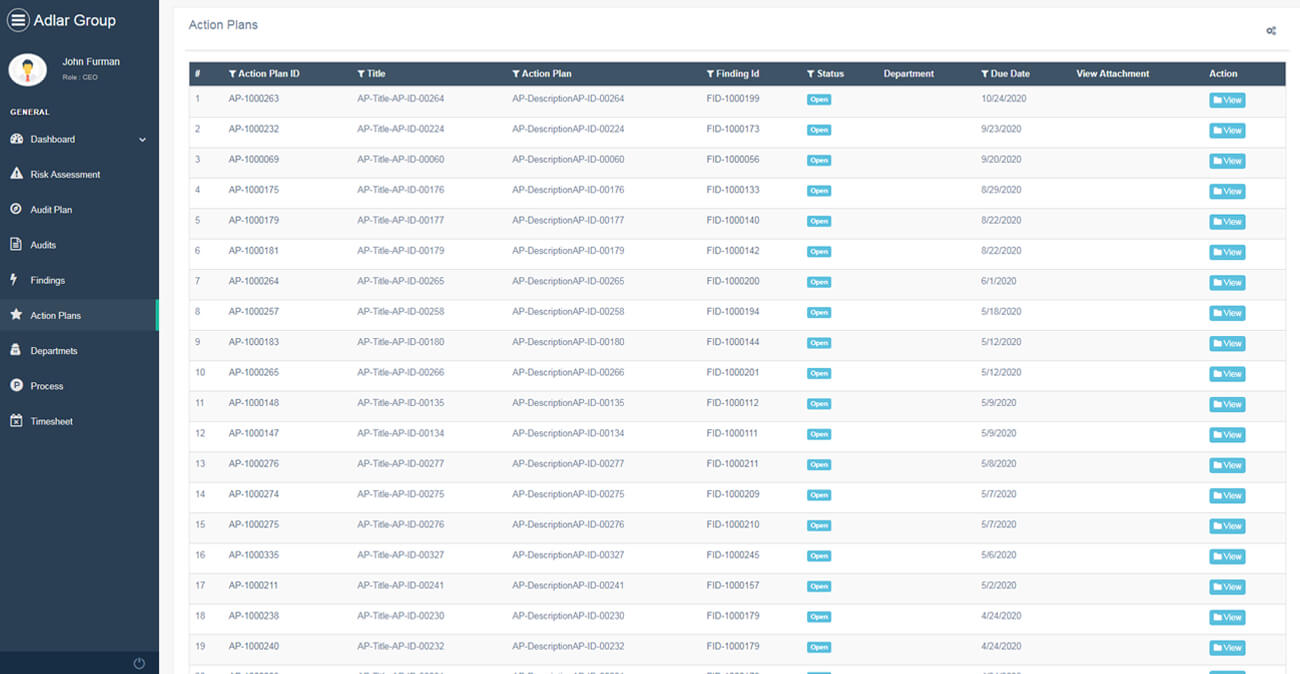 Adlar Group
John Furman
Role : CEO
GENERAL
Dashboard
Risk Assessment
Audit Plan
Audits
Findings
Action Plans
Departmets
Process
Timesheet
Action Plans
# Action Plan ID Title Action Plan Finding Id Status Department Due Date View Attachment Action
1 AP-1000263 AP-Title-AP-ID-00264 AP-DescriptionAP-ID-00264 FID-1000199 Open 10/24/2020 View
2 AP-1000232 AP-Title-AP-ID-00224 AP-DescriptionAP-ID-00224 FID-1000173 Open 9/23/2020 View
3 AP-1000069 AP-Title-AP-ID-00060 AP-DescriptionAP-ID-00060 FID-1000056 Open 9/20/2020 View
4 AP-1000175 AP-Title-AP-ID-00176 AP-DescriptionAP-ID-00176 FID-1000133 Open 8/29/2020 View
5 AP-1000179 AP-Title-AP-ID-00177 AP-DescriptionAP-ID-00177 FID-1000140 Open 8/22/2020 View
6 AP-1000181 AP-Title-AP-ID-00179 AP-DescriptionAP-ID-00179 FID-1000142 Open 8/22/2020 View
7 AP-1000264 AP-Title-AP-ID-00265 AP-DescriptionAP-ID-00265 FID-1000200 Open 6/1/2020 View
8 AP-1000257 AP-Title-AP-ID-00258 AP-DescriptionAP-ID-00258 FID-1000194 Open 5/18/2020 View
9 AP-1000183 AP-Title-AP-ID-00180 AP-DescriptionAP-ID-00180 FID-1000144 Open 5/12/2020 View
10 AP-1000265 AP-Title-AP-ID-00266 AP-DescriptionAP-ID-00266 FID-1000201 Open 5/12/2020 View
11 AP-1000148 AP-Title-AP-ID-00135 AP-DescriptionAP-ID-00135 FID-1000112 Open 5/9/2020 View
12 AP-1000147 AP-Title-AP-ID-00134 AP-DescriptionAP-ID-00134 FID-1000111 Open 5/9/2020 View
13 AP-1000276 AP-Title-AP-ID-00277 AP-DescriptionAP-ID-00277 FID-1000211 Open 5/8/2020 View
14 AP-1000274 AP-Title-AP-ID-00275 AP-DescriptionAP-ID-00275 FID-1000209 Open 5/7/2020 View
15 AP-1000275 AP-Title-AP-ID-00276 AP-DescriptionAP-ID-00276 FID-1000210 Open 5/7/2020 View
16 AP-1000335 AP-Title-AP-ID-00327 AP-DescriptionAP-ID-00327 FID-1000245 Open 5/6/2020 View
17 AP-1000211 AP-Title-AP-ID-00241 AP-DescriptionAP-ID-00241 FID-1000157 Open 5/2/2020 View
18 AP-1000238 AP-Title-AP-ID-00230 AP-DescriptionAP-ID-00230 FID-1000179 Open 4/24/2020 View
19 AP-1000240 AP-Title-AP-ID-00232 AP-DescriptionAP-ID-00232 FID-1000179 Open 4/24/2020 View